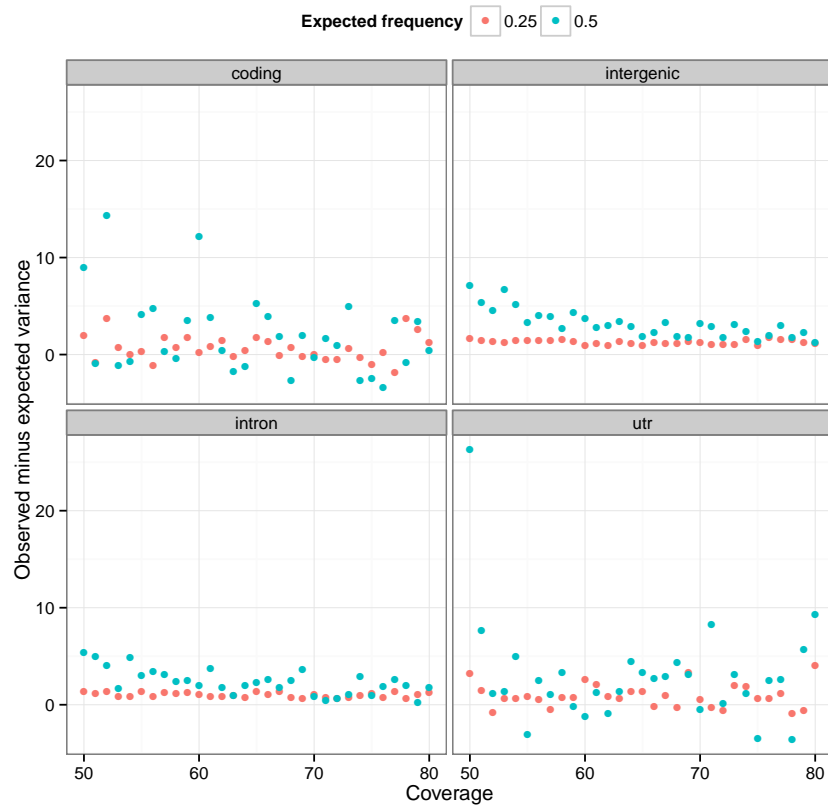 Expected frequency 0.25 0.5
coding intergenic
20
10
0
intron utr
20
10
0
Observed minus expected variance
50 60 70 80 50 60 70 80
Coverage